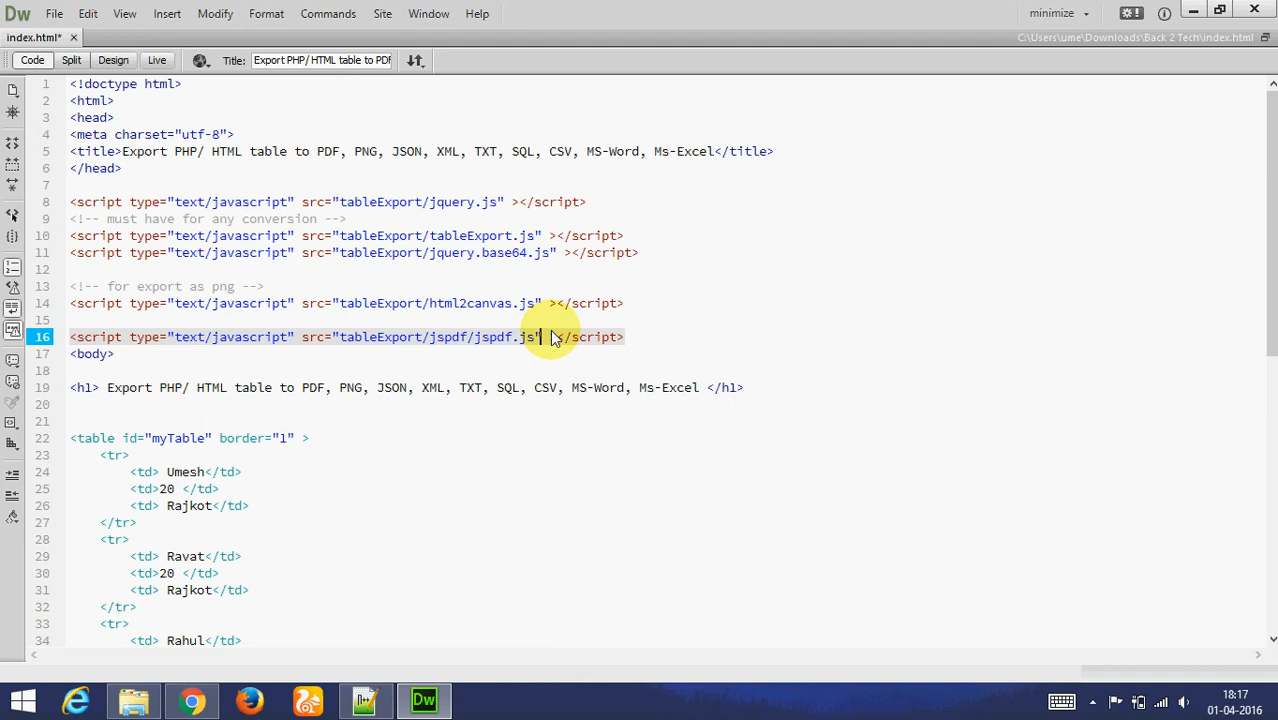 Dw File Edit View Insert Modify Format Commands Site Window Help minimize
index.html* × C:\Users\ume\Downloads\Back 2 Tech\index.html
Code Split Design Live Title: Export PHP/ HTML table to PDF
1 <!doctype html>
2 <html>
3 <head>
4 <meta charset="utf-8">
5 <title>Export PHP/ HTML table to PDF, PNG, JSON, XML, TXT, SQL, CSV, MS-Word, Ms-Excel</title>
6 </head>
7
8 <script type="text/javascript" src="tableExport/jquery.js" ></script>
9 <!-- must have for any conversion -->
10 <script type="text/javascript" src="tableExport/tableExport.js" ></script>
11 <script type="text/javascript" src="tableExport/jquery.base64.js" ></script>
12
13 <!-- for export as png -->
14 <script type="text/javascript" src="tableExport/html2canvas.js" ></script>
15
16 <script type="text/javascript" src="tableExport/jspdf/jspdf.js" ></script>
17 <body>
18
19 <h1> Export PHP/ HTML table to PDF, PNG, JSON, XML, TXT, SQL, CSV, MS-Word, Ms-Excel </h1>
20
21
22 <table id="myTable" border="1" >
23 <tr>
24 <td> Umesh</td>
25 <td>20 </td>
26 <td> Rajkot</td>
27 </tr>
28 <tr>
29 <td> Ravat</td>
30 <td>20 </td>
31 <td> Rajkot</td>
32 </tr>
33 <tr>
34 <td> Rahul</td>
Dw 18:17
01-04-2016